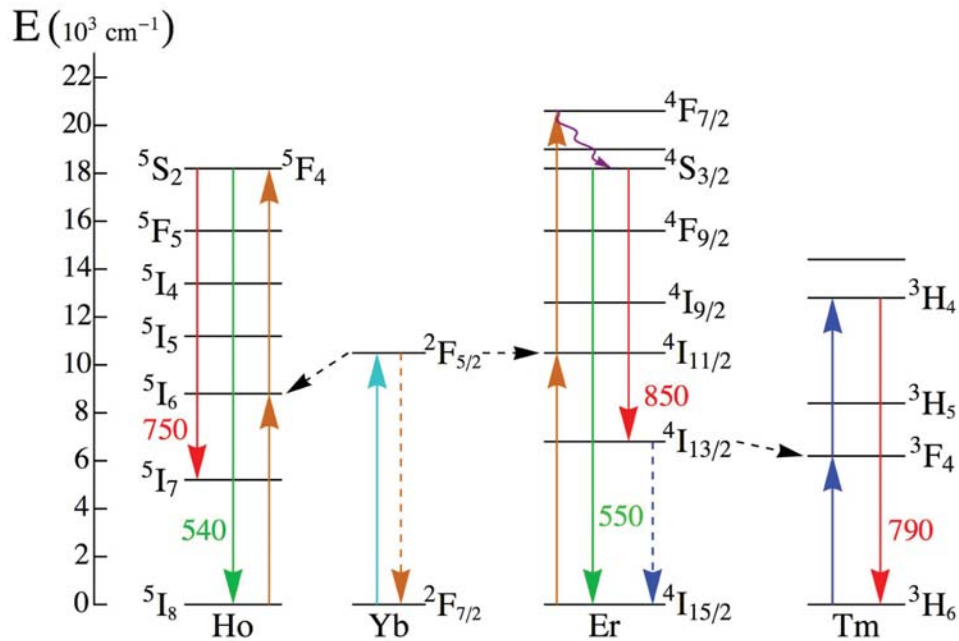 E (10³ cm⁻¹)
22
20
18
16
14
12
10
8
6
4
2
0
⁵S₂
⁵F₄
⁵F₅
⁵I₄
⁵I₅
⁵I₆
750
⁵I₇
540
⁵I₈
Ho
²F₅/₂
²F₇/₂
Yb
⁴F₇/₂
⁴S₃/₂
⁴F₉/₂
⁴I₉/₂
⁴I₁₁/₂
850
⁴I₁₃/₂
550
⁴I₁₅/₂
Er
³H₄
³H₅
³F₄
790
³H₆
Tm